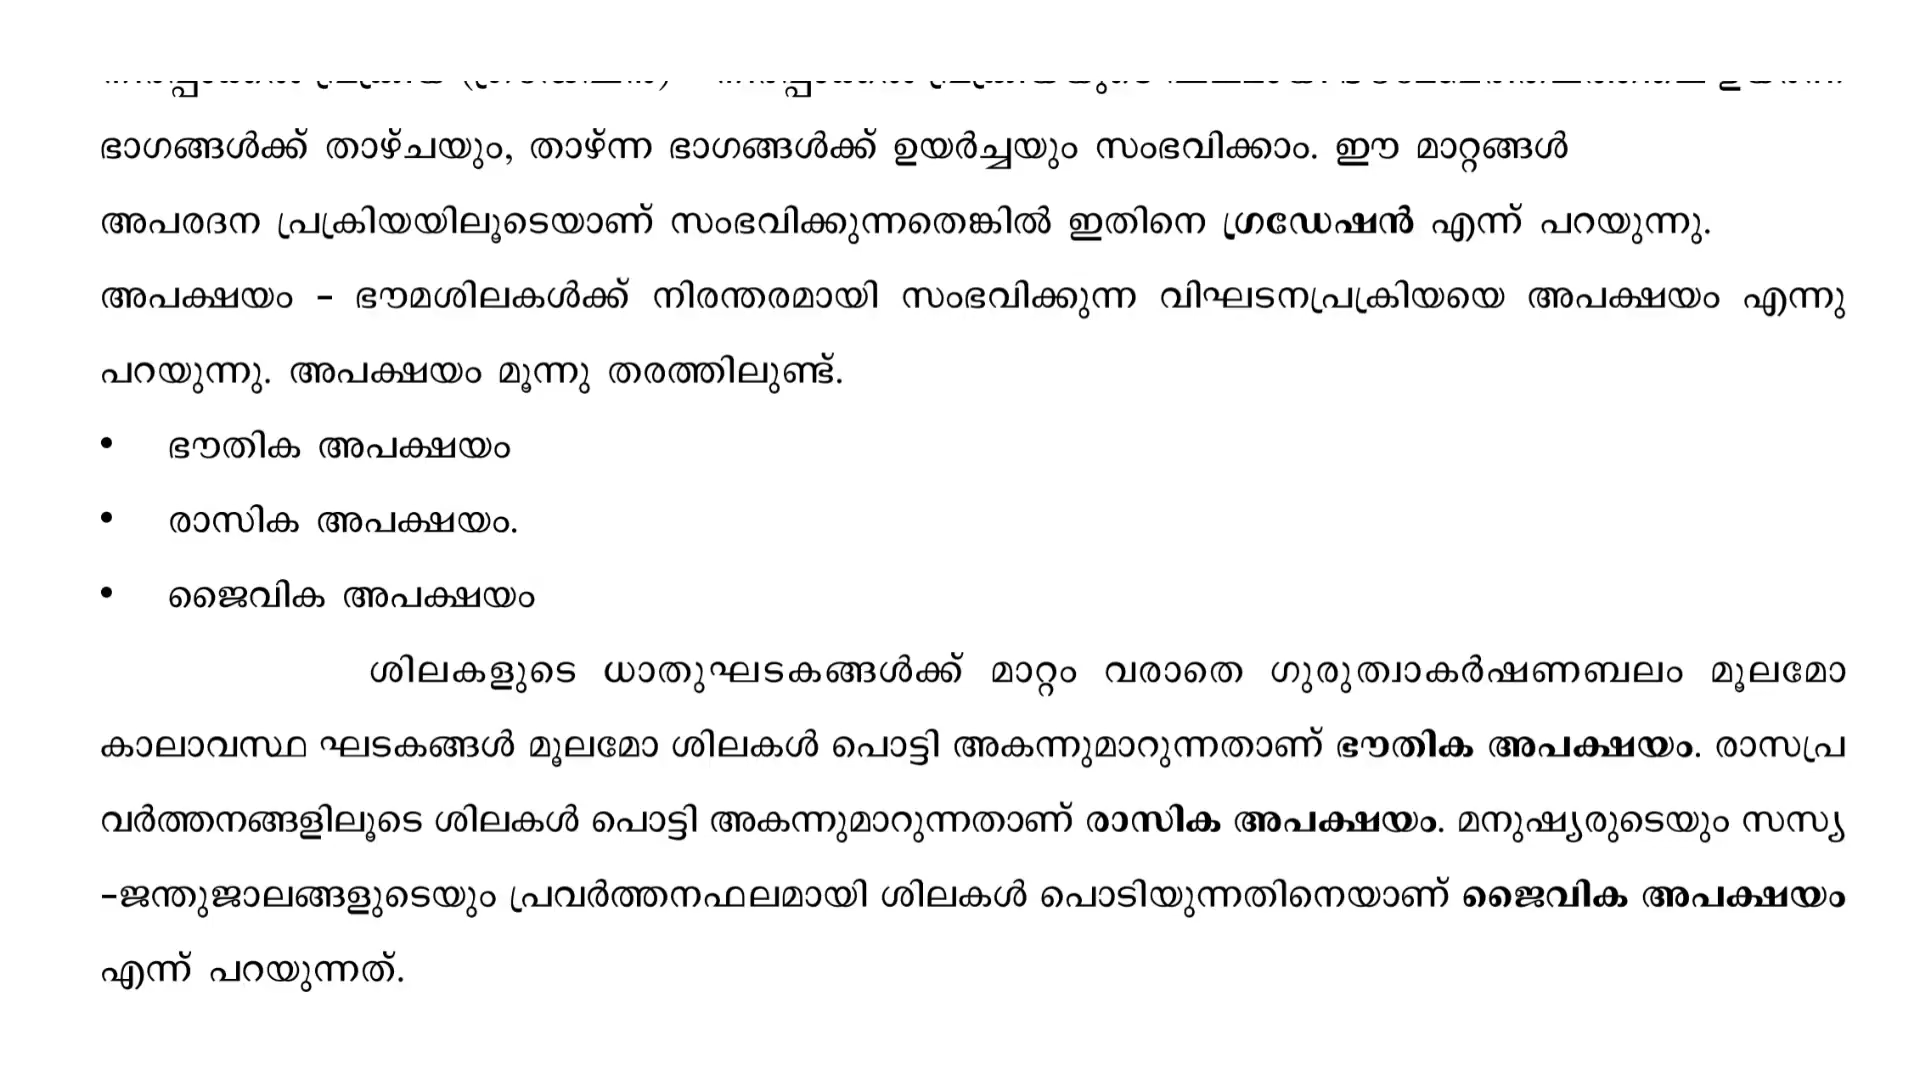 ഭാഗങ്ങൾക്ക് താഴ്ചയും, താഴ്ന്ന ഭാഗങ്ങൾക്ക് ഉയർച്ചയും സംഭവിക്കാം. ഈ മാറ്റങ്ങൾ
അപരദന പ്രക്രിയയിലൂടെയാണ് സംഭവിക്കുന്നതെങ്കിൽ ഇതിനെ ഗ്രഡേഷൻ എന്ന് പറയുന്നു.
അപക്ഷയം - ഭൗമശിലകൾക്ക് നിരന്തരമായി സംഭവിക്കുന്ന വിഘടനപ്രക്രിയയെ അപക്ഷയം എന്നു
പറയുന്നു. അപക്ഷയം മൂന്നു തരത്തിലുണ്ട്.
• ഭൗതിക അപക്ഷയം
• രാസിക അപക്ഷയം.
• ജൈവിക അപക്ഷയം
ശിലകളുടെ ധാതുഘടകങ്ങൾക്ക് മാറ്റം വരാതെ ഗുരുത്വാകർഷണബലം മൂലമോ
കാലാവസ്ഥ ഘടകങ്ങൾ മൂലമോ ശിലകൾ പൊട്ടി അകന്നുമാറുന്നതാണ് ഭൗതിക അപക്ഷയം. രാസപ്ര
വർത്തനങ്ങളിലൂടെ ശിലകൾ പൊട്ടി അകന്നുമാറുന്നതാണ് രാസിക അപക്ഷയം. മനുഷ്യരുടെയും സസ്യ
-ജന്തുജാലങ്ങളുടെയും പ്രവർത്തനഫലമായി ശിലകൾ പൊടിയുന്നതിനെയാണ് ജൈവിക അപക്ഷയം
എന്ന് പറയുന്നത്.